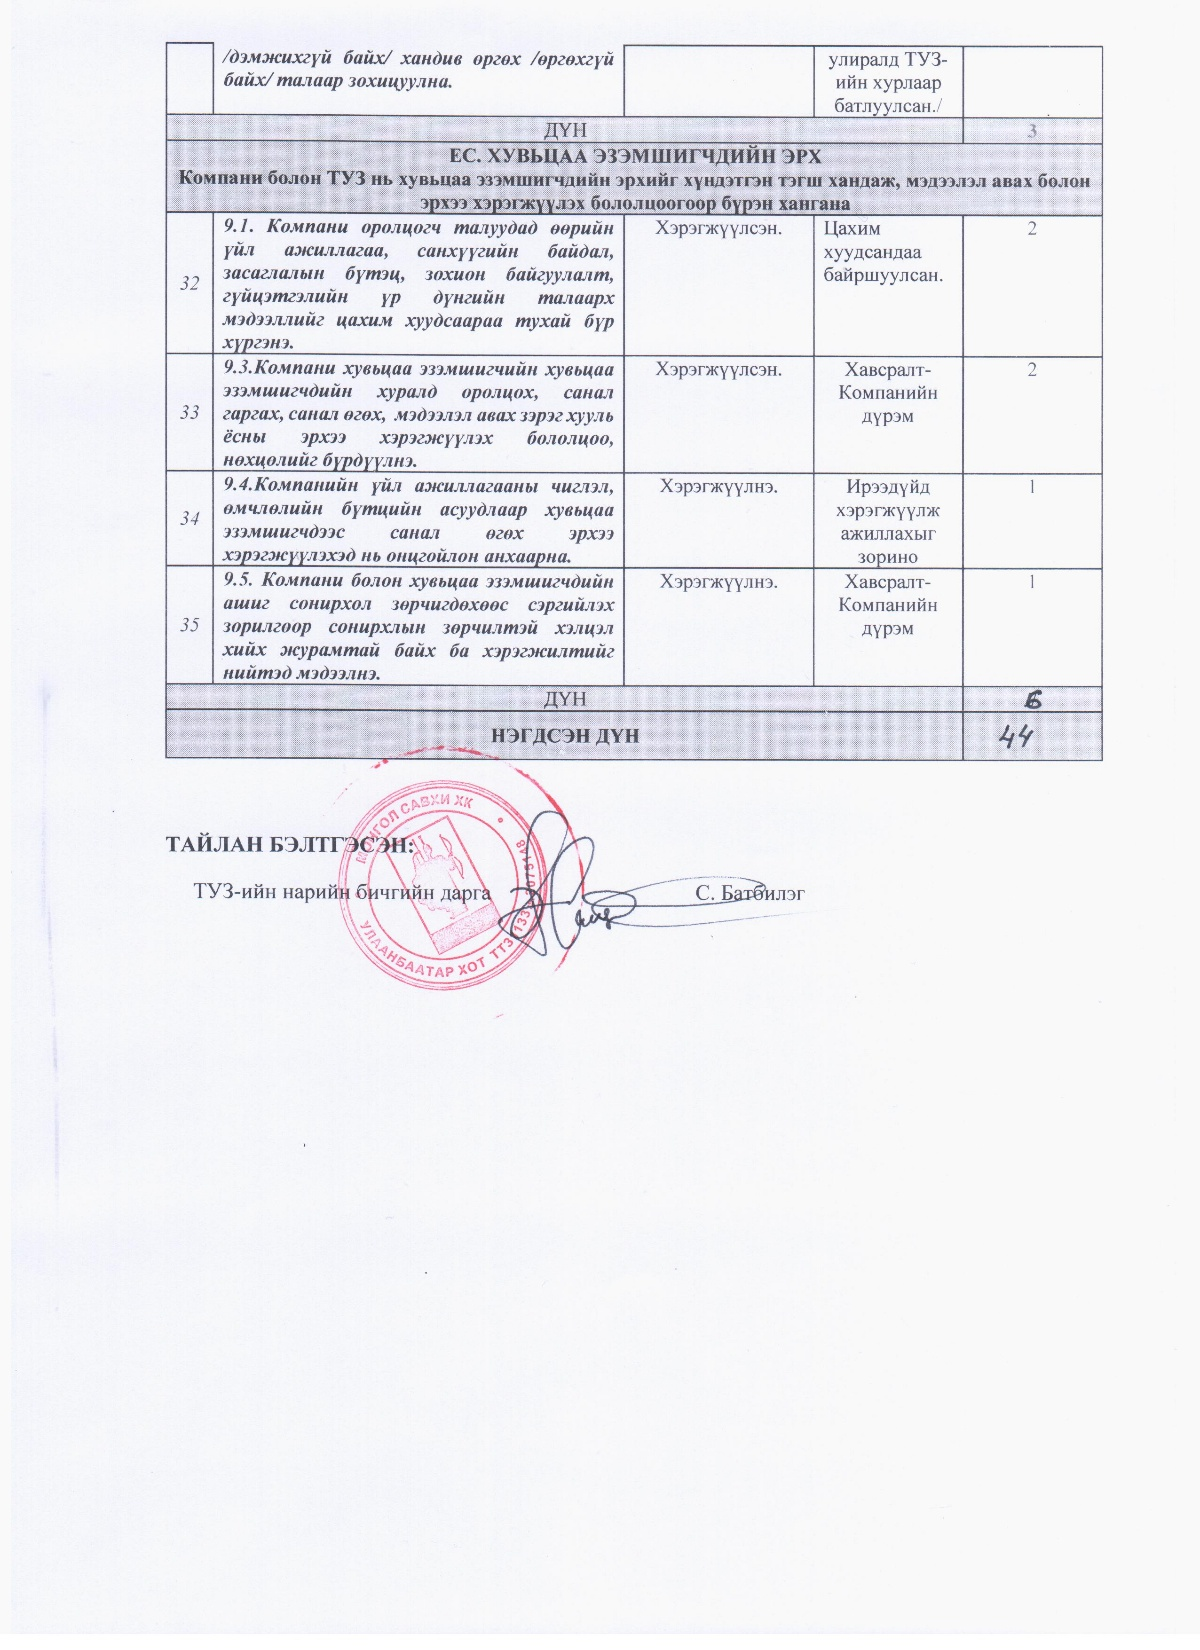 /дэмжихгүй байх/ хандив өргөх /өргөхгүй
байх/ талаар зохицуулна.
улиралд ТУЗ-
ийн хурлаар
батлуулсан./
ДҮН 3
ЕС. ХУВЬЦАА ЭЗЭМШИГЧДИЙН ЭРХ
Компани болон ТУЗ нь хувьцаа эзэмшигчдийн эрхийг хүндэтгэн тэгш хандаж, мэдээлэл авах болон
эрхээ хэрэгжүүлэх бололцоогоор бүрэн хангана
32
9.1. Компани оролцогч талуудад өөрийн
үйл ажиллагаа, санхүүгийн байдал,
засаглалын бүтэц, зохион байгуулалт,
гүйцэтгэлийн үр дүнгийн талаарх
мэдээллийг цахим хуудсаараа тухай бүр
хүргэнэ.
Хэрэгжүүлсэн.
Цахим
хуудсандаа
байршуулсан.
2
33
9.3.Компани хувьцаа эзэмшигчийн хувьцаа
эзэмшигчдийн хуралд оролцох, санал
гаргах, санал өгөх, мэдээлэл авах зэрэг хууль
ёсны эрхээ хэрэгжүүлэх бололцоо,
нөхцөлийг бүрдүүлнэ.
Хэрэгжүүлсэн.
Хавсралт-
Компанийн
дүрэм
2
34
9.4.Компанийн үйл ажиллагааны чиглэл,
өмчлөлийн бүтцийн асуудлаар хувьцаа
эзэмшигчдээс санал өгөх эрхээ
хэрэгжүүлэхэд нь онцгойлон анхаарна.
Хэрэгжүүлнэ.
Ирээдүйд
хэрэгжүүлж
ажиллахыг
зорино
1
35
9.5. Компани болон хувьцаа эзэмшигчдийн
ашиг сонирхол зөрчигдөхөөс сэргийлэх
зорилгоор сонирхлын зөрчилтэй хэлцэл
хийх журамтай байх ба хэрэгжилтийг
нийтэд мэдээлнэ.
Хэрэгжүүлнэ.
Хавсралт-
Компанийн
дүрэм
1
ДҮН 6
НЭГДСЭН ДҮН 44
МОНГОЛ САВХИ ХК
ТАЙЛАН БЭЛТГЭСЭН:
ТУЗ-ийн нарийн бичгийн дарга С. Батбилэг
УЛААНБААТАР ХОТ ТТЗ